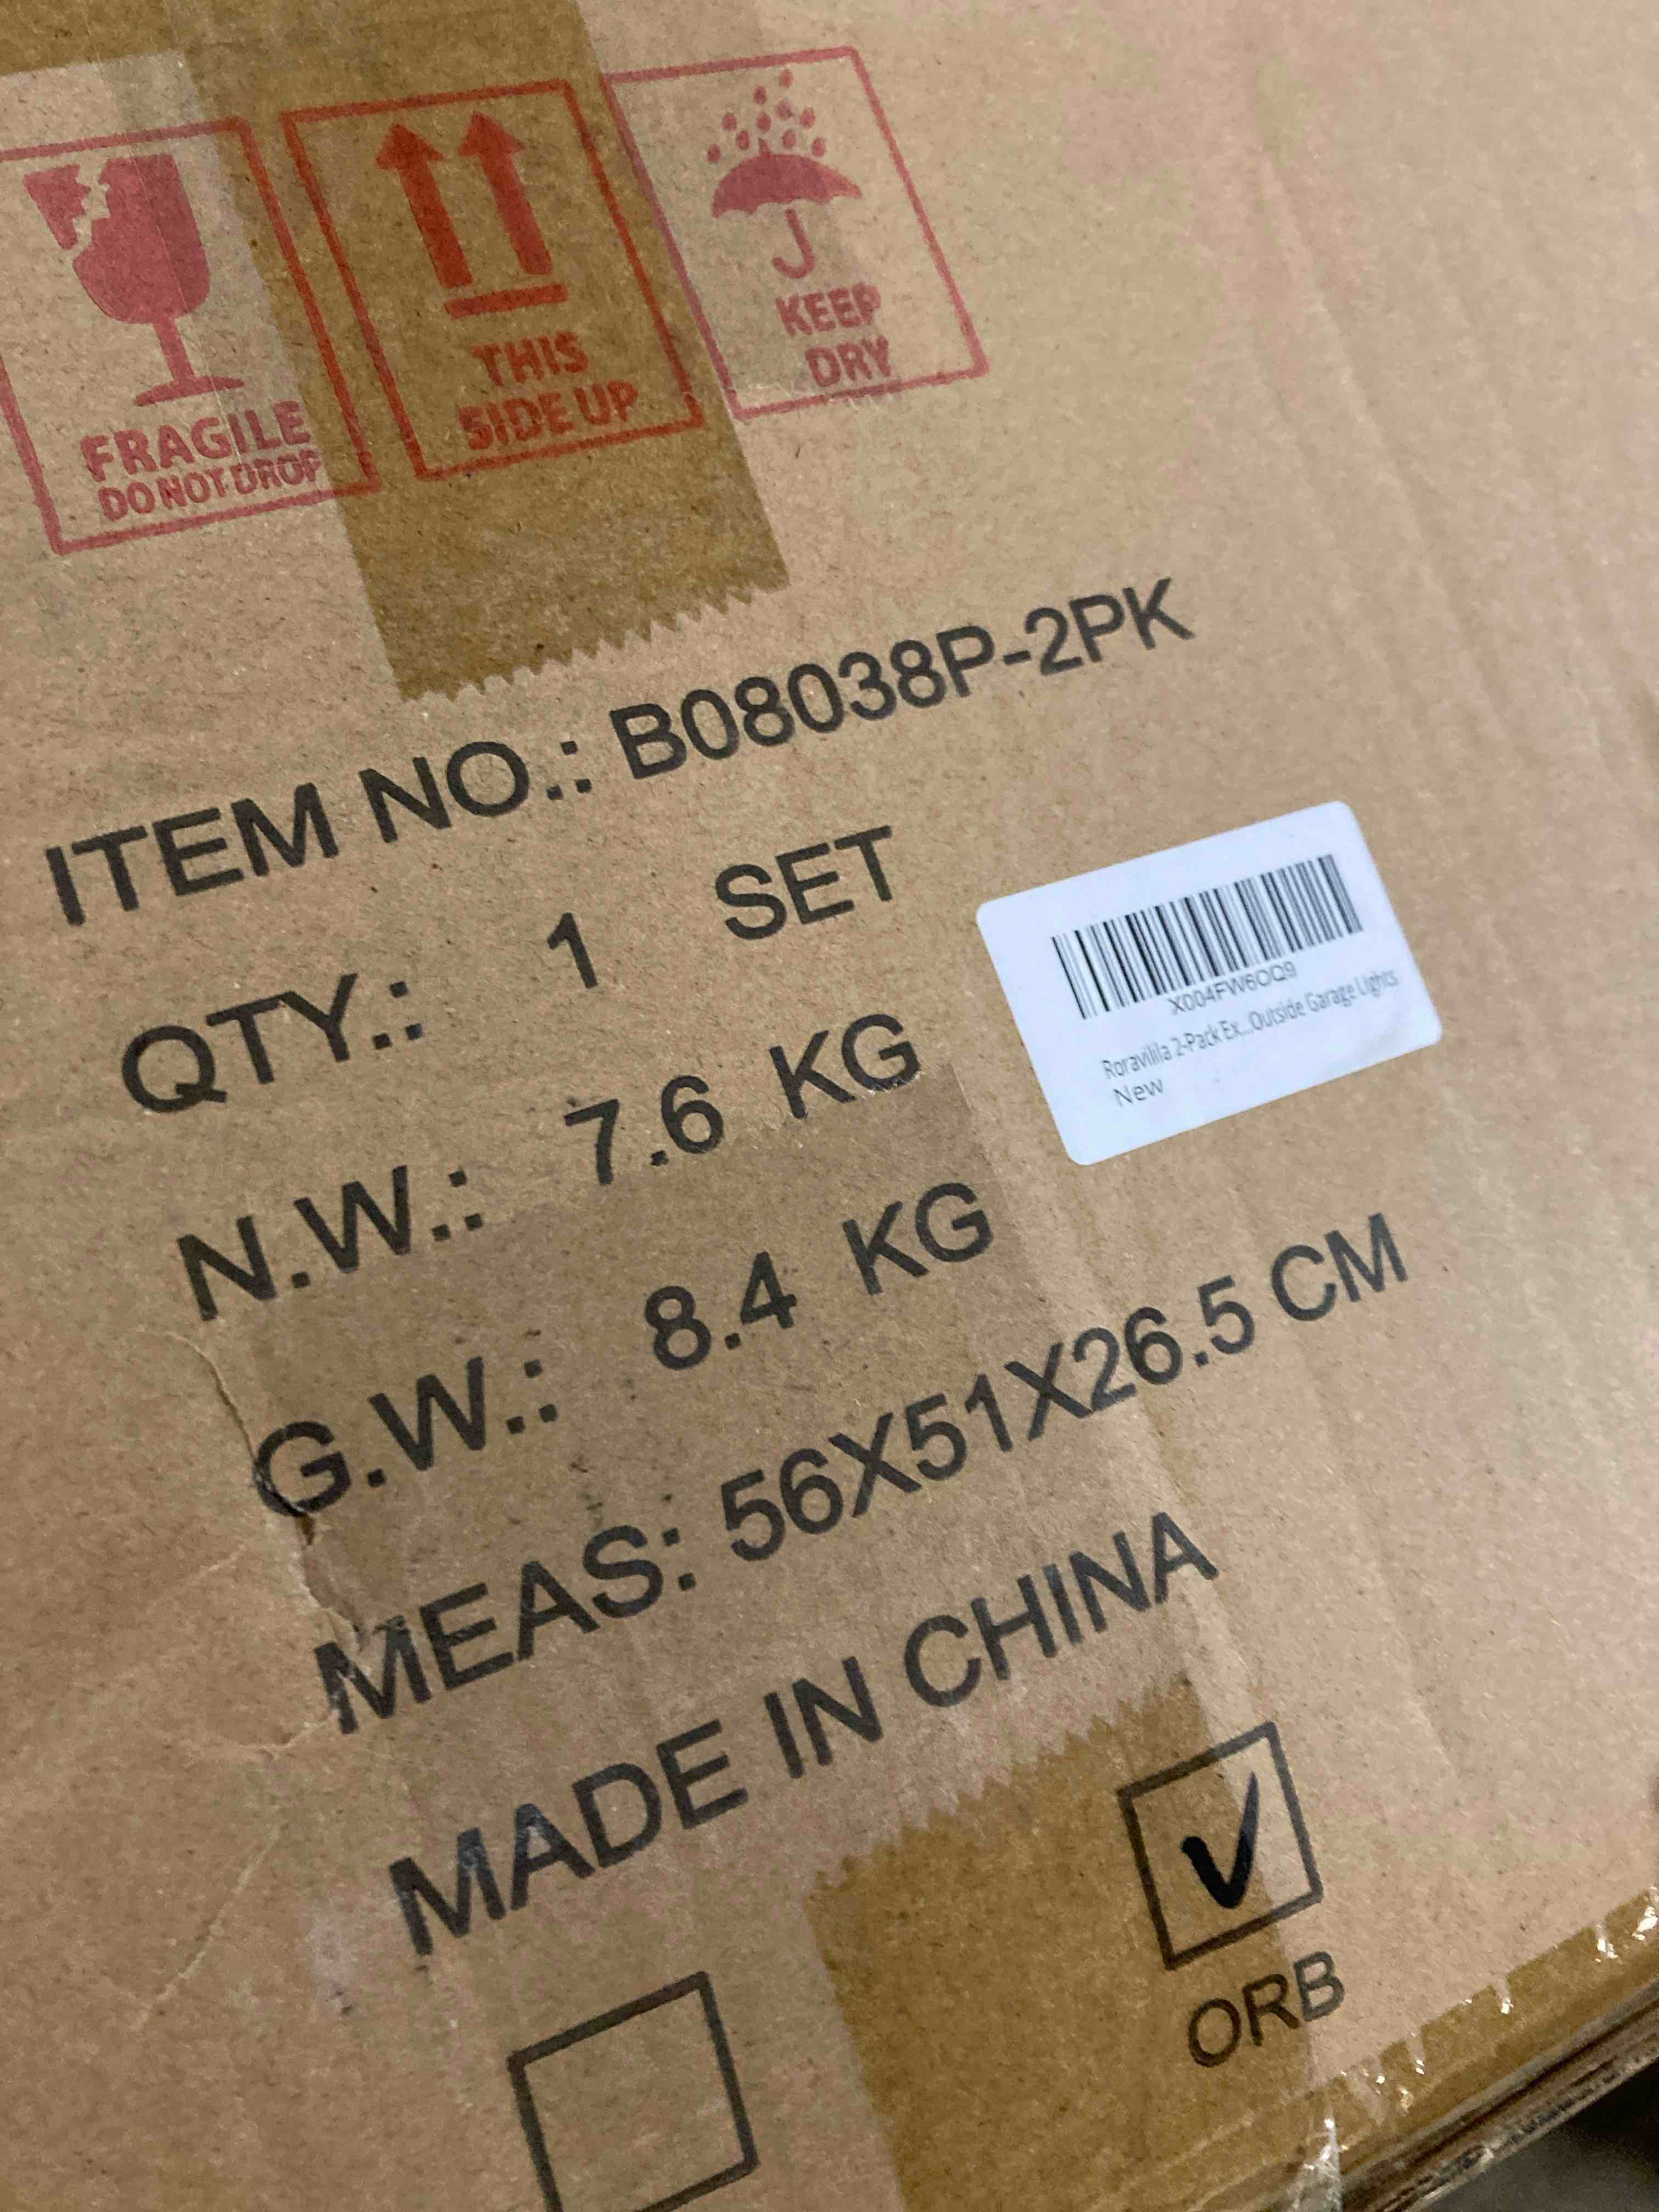 FRAGILE
DO NOT DROP
THIS
SIDE UP
KEEP
DRY
ITEM NO.: B08038P-2PK
QTY.: 1 SET
X004FW6OQ9
Roravilila 2-Pack Ex...Outside Garage Lights
New
N.W.: 7.6 KG
G.W.: 8.4 KG
MEAS: 56X51X26.5 CM
MADE IN CHINA
ORB